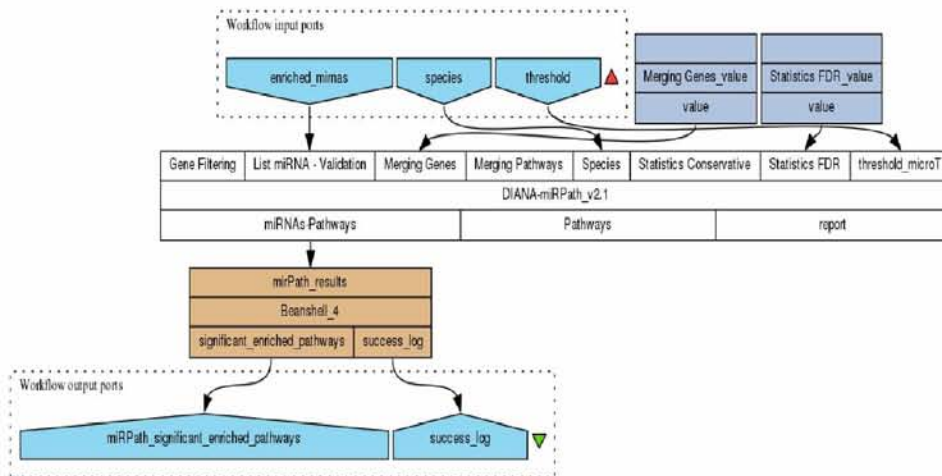 Workflow input ports
enriched_mirnas
species
threshold
Merging Genes_value
value
Statistics FDR_value
value
Gene Filtering
List miRNA - Validation
Merging Genes
Merging Pathways
Species
Statistics Conservative
Statistics FDR
threshold_microT
DIANA-miRPath_v2.1
miRNAs-Pathways
Pathways
report
mirPath_results
Beanshell_4
significant_enriched_pathways
success_log
Workflow output ports
miRPath_significant_enriched_pathways
success_log